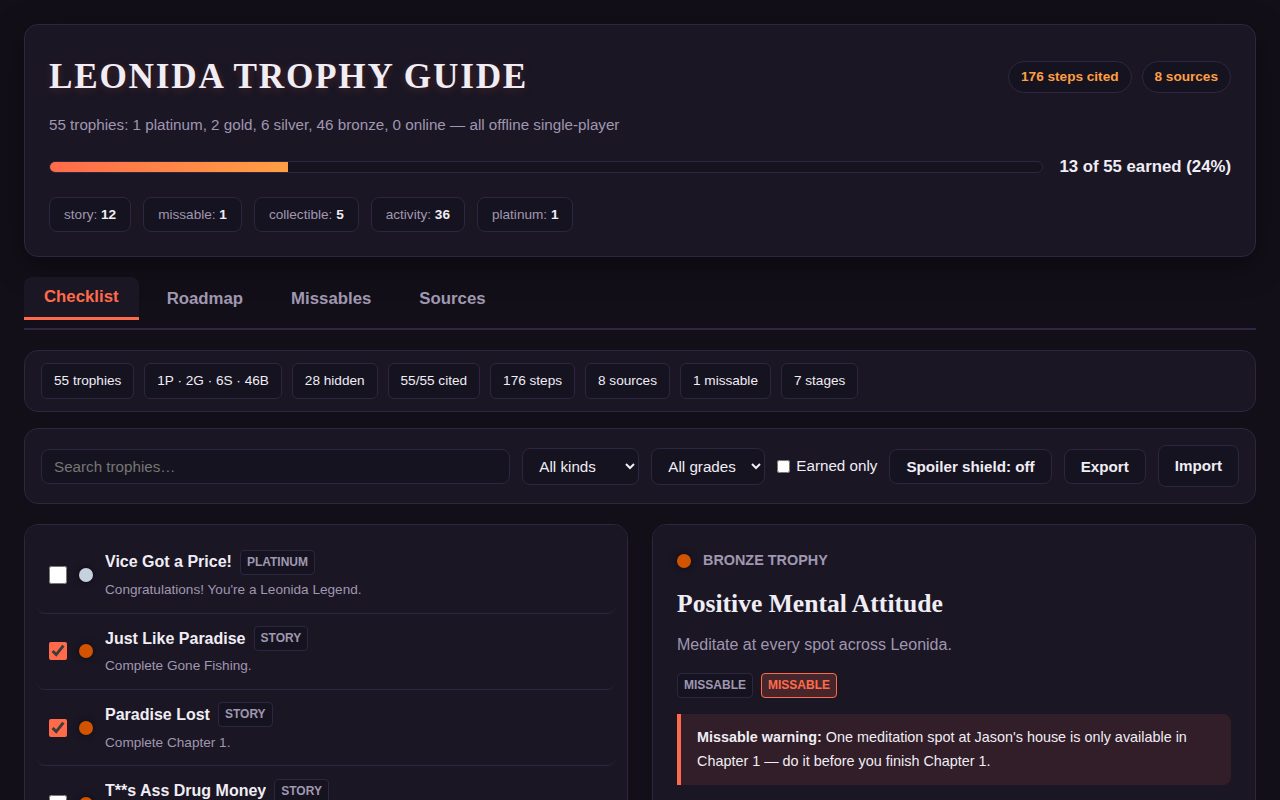 LEONIDA TROPHY GUIDE
176 steps cited
8 sources
55 trophies: 1 platinum, 2 gold, 6 silver, 46 bronze, 0 online — all offline single-player
13 of 55 earned (24%)
story: 12
missable: 1
collectible: 5
activity: 36
platinum: 1
Checklist
Roadmap
Missables
Sources
55 trophies
1P · 2G · 6S · 46B
28 hidden
55/55 cited
176 steps
8 sources
1 missable
7 stages
Search trophies…
All kinds
All grades
Earned only
Spoiler shield: off
Export
Import
Vice Got a Price! PLATINUM
Congratulations! You're a Leonida Legend.
Just Like Paradise STORY
Complete Gone Fishing.
Paradise Lost STORY
Complete Chapter 1.
T**s Ass Drug Money STORY
BRONZE TROPHY
Positive Mental Attitude
Meditate at every spot across Leonida.
MISSABLE MISSABLE
Missable warning: One meditation spot at Jason's house is only available in
Chapter 1 — do it before you finish Chapter 1.